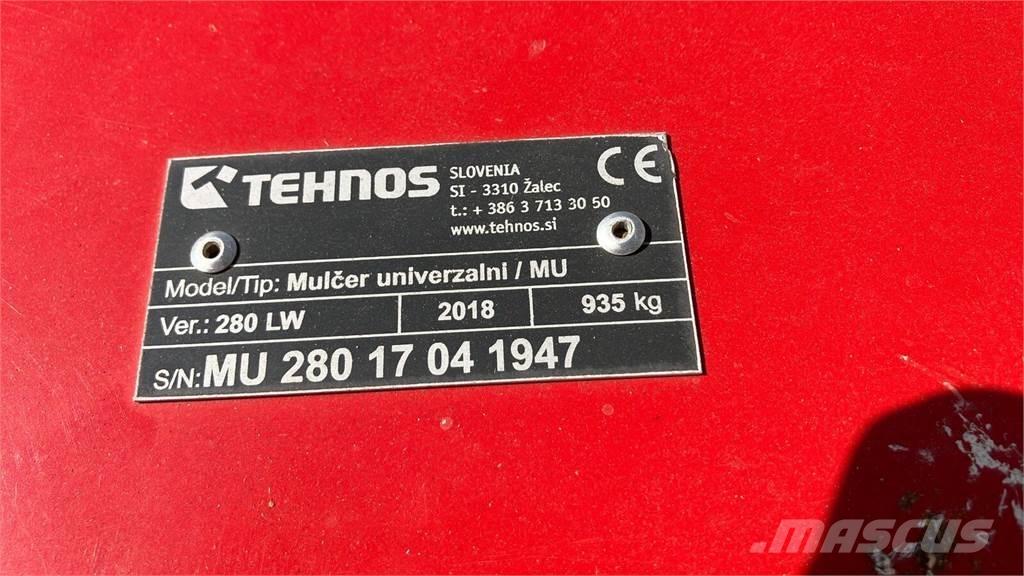 TEHNOS
SLOVENIA
SI - 3310 Žalec
t.: + 386 3 713 30 50
www.tehnos.si
CE
Model/Tip: Mulčer univerzalni / MU
Ver.: 280 LW 2018 935 kg
S/N: MU 280 17 04 1947
MASCUS